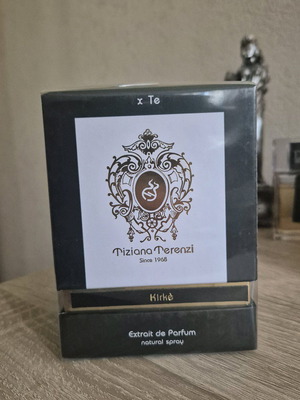 x Te
Tiziana Terenzi
Since 1968
Kirkè
Extrait de Parfum
natural spray